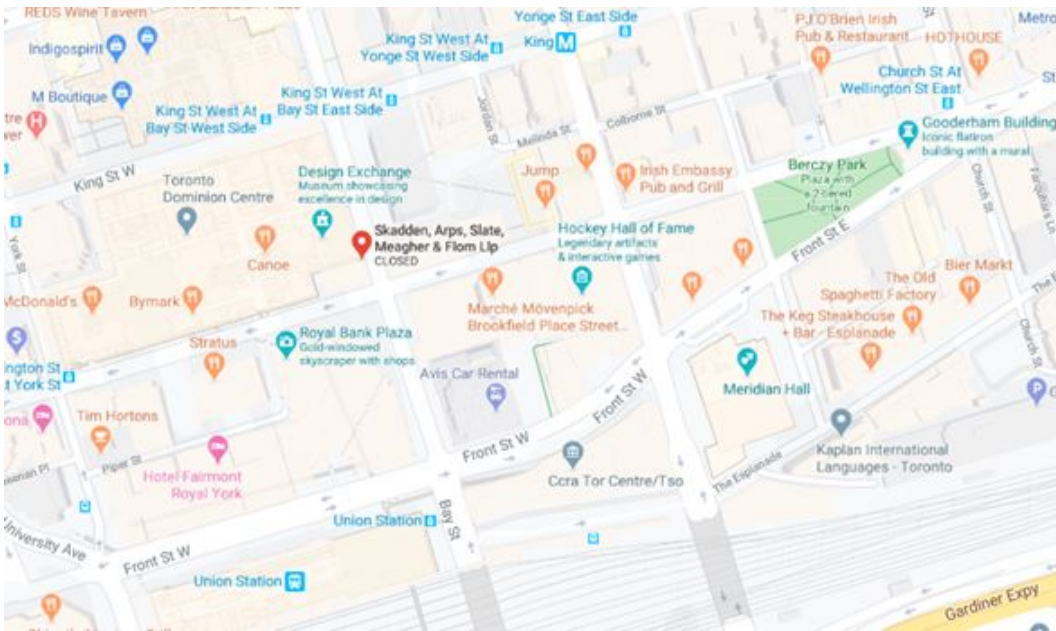 REDS Wine Tavern
Indigospirit
M Boutique
King St West At
Bay St West Side
King St West At
Bay St East Side
King St West At
Yonge St West Side
Yonge St East Side
King M
P.J O'Brien Irish
Pub & Restaurant
HOTHOUSE
Metro
Church St At
Wellington St East
Gooderham Building
Iconic flatiron
building with a mural
Jordan St
Melinda St
Colborne St
King St W
Toronto
Dominion Centre
Design Exchange
Museum showcasing
excellence in design
Skadden, Arps, Slate,
Meagher & Flom Llp
CLOSED
Jump
Irish Embassy
Pub and Grill
Berczy Park
Plaza with
a 2-tiered
fountain
Church St
York St
Canoe
Hockey Hall of Fame
Legendary artifacts
& interactive games
Front St E
McDonald's
Bymark
Marché Mövenpick
Brookfield Place Street...
The Old
Spaghetti Factory
Bier Markt
Royal Bank Plaza
Gold-windowed
skyscraper with shops
Stratus
The Keg Steakhouse
+ Bar - Esplanade
Church St
Avis Car Rental
Front St W
Meridian Hall
P
Tim Hortons
Piper St
Hotel Fairmont
Royal York
Front St W
Ccra Tor Centre/Tso
Kaplan International
Languages - Toronto
The Esplanade
University Ave
Union Station
Bay St
Front St W
Union Station
Gardiner Expy